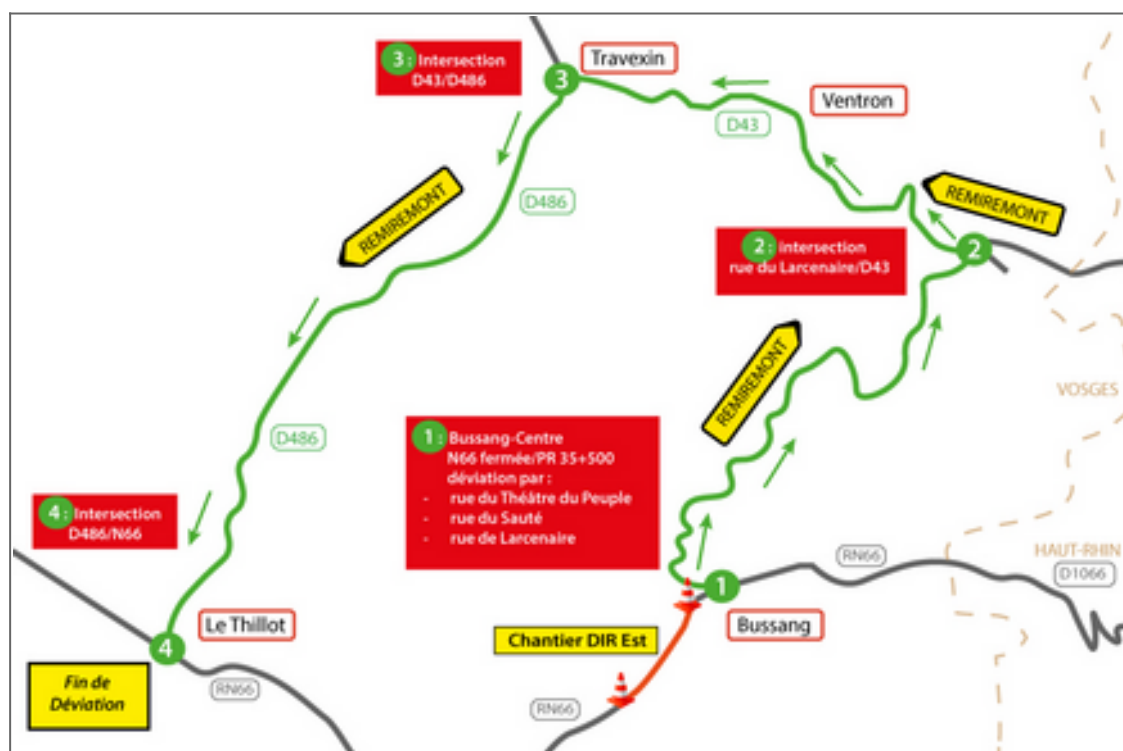 3 : Intersection
D43/D486
3
Travexin
Ventron
D43
REMIREMONT
D486
REMIREMONT
2 : intersection
rue du Larcenaire/D43
2
REMIREMONT
VOSGES
D486
1 : Bussang-Centre
N66 fermée/PR 35+500
déviation par :
- rue du Théâtre du Peuple
- rue du Sauté
- rue de Larcenaire
4 : Intersection
D486/N66
HAUT-RHIN
RN66
D1066
1
Le Thillot
Bussang
Chantier DIR Est
4
Fin de
Déviation
RN66
RN66